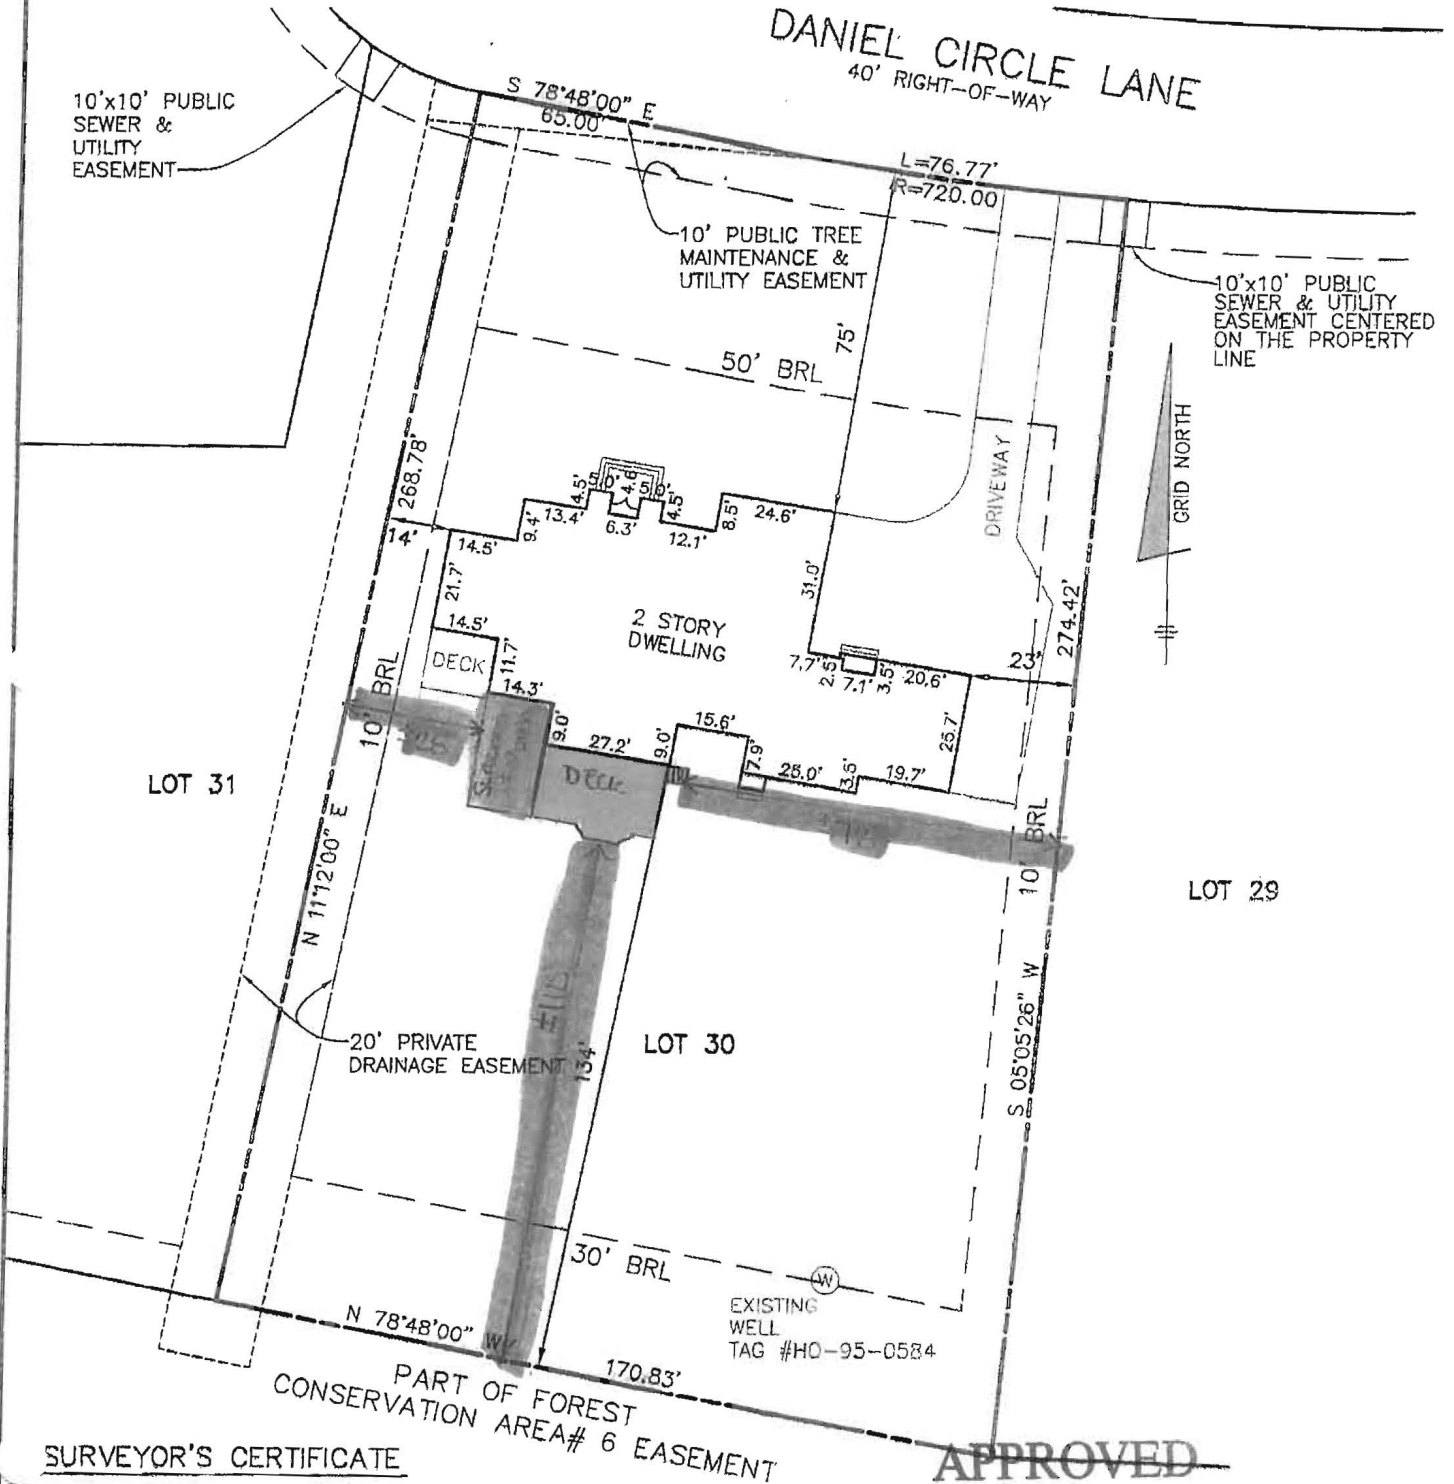 DANIEL CIRCLE LANE
40' RIGHT-OF-WAY
10'x10' PUBLIC
SEWER &
UTILITY
EASEMENT
S 78°48'00" E
65.00'
L=76.77'
R=720.00
10' PUBLIC TREE
MAINTENANCE &
UTILITY EASEMENT
10'x10' PUBLIC
SEWER & UTILITY
EASEMENT CENTERED
ON THE PROPERTY
LINE
75'
50' BRL
GRID NORTH
DRIVEWAY
268.78'
14'
14.5'
9.4'
13.4'
4.5'
5.0'
4.6'
5.0'
6.3'
4.5'
12.1'
8.5'
24.6'
21.7'
31.0'
274.42'
2 STORY
DWELLING
14.5'
DECK
11.7'
7.7'
2.5'
7.1'
3.5'
20.6'
23'
10' BRL
14.3'
9.0'
27.2'
9.0'
15.6'
17.9'
25.0'
3.5'
19.7'
25.7'
DECK
LOT 31
10' BRL
LOT 29
N 11°12'00" E
S 05°05'26" W
20' PRIVATE
DRAINAGE EASEMENT
134'
LOT 30
30' BRL
W
EXISTING
WELL
TAG #HO-95-0584
N 78°48'00" W
170.83'
PART OF FOREST
CONSERVATION AREA# 6 EASEMENT
SURVEYOR'S CERTIFICATE
APPROVED